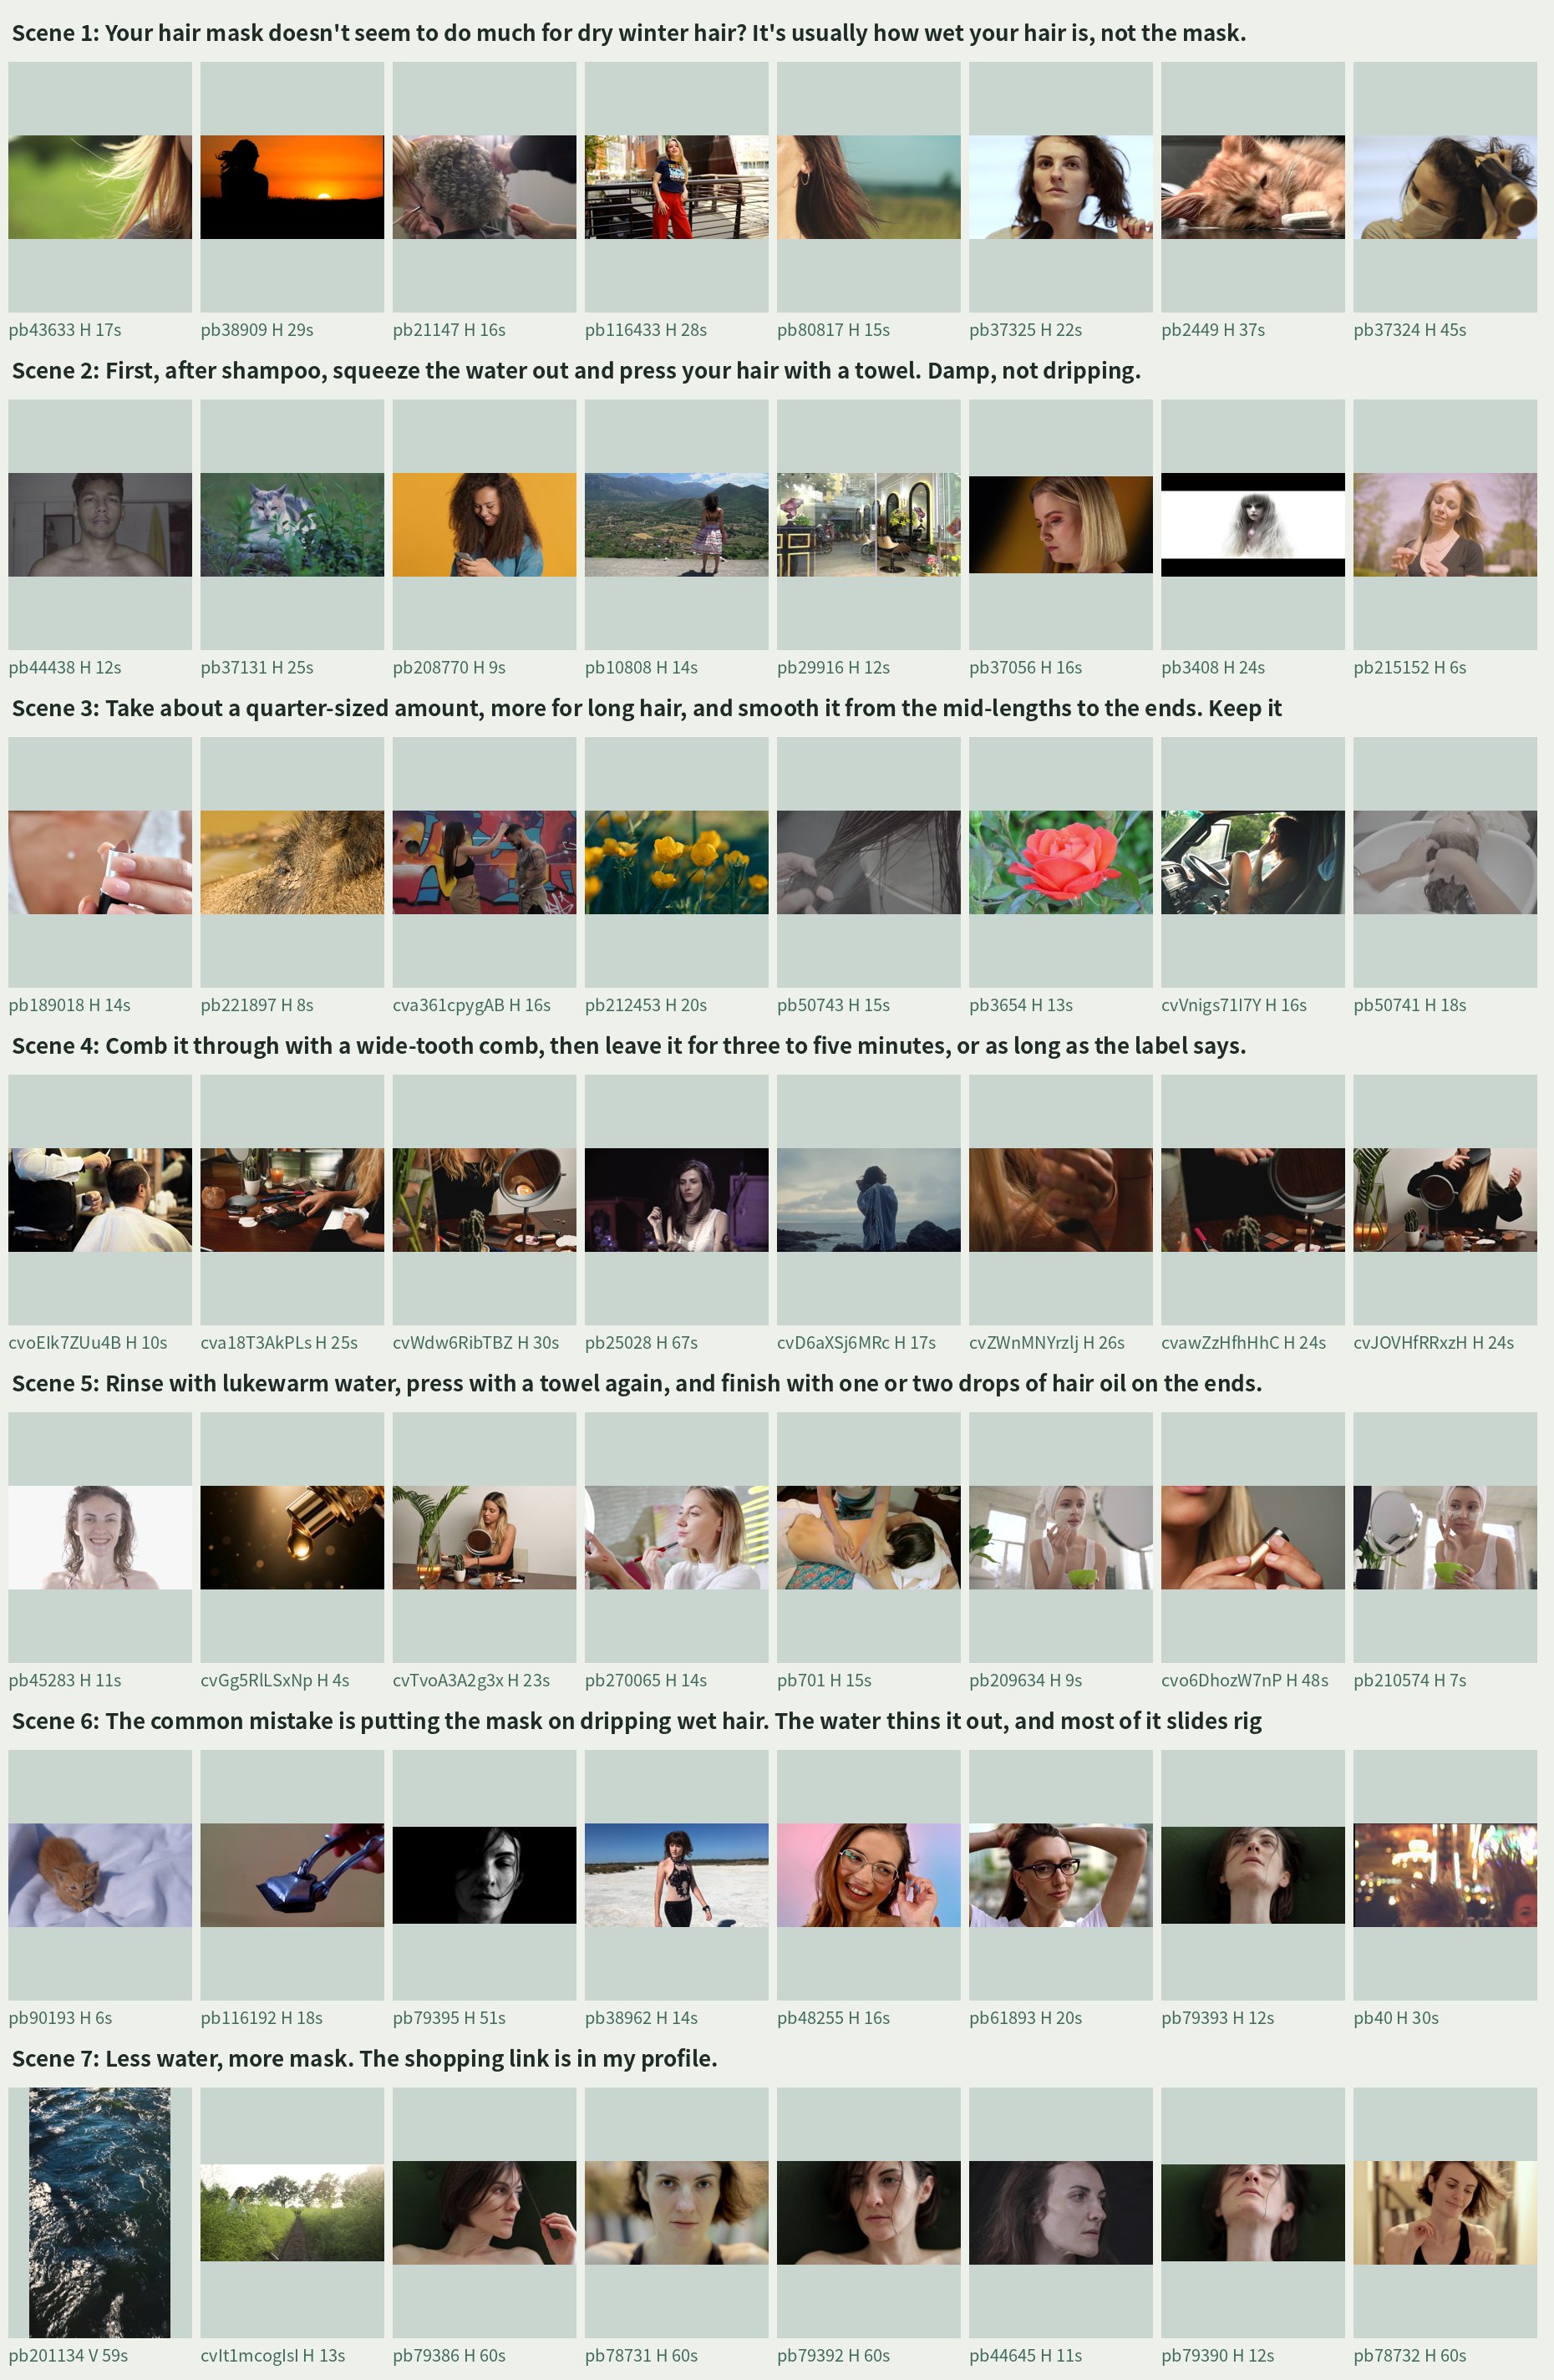 Scene 1: Your hair mask doesn't seem to do much for dry winter hair? It's usually how wet your hair is, not the mask.
pb43633 H 17s
pb38909 H 29s
pb21147 H 16s
pb116433 H 28s
pb80817 H 15s
pb37325 H 22s
pb2449 H 37s
pb37324 H 45s
Scene 2: First, after shampoo, squeeze the water out and press your hair with a towel. Damp, not dripping.
pb44438 H 12s
pb37131 H 25s
pb208770 H 9s
pb10808 H 14s
pb29916 H 12s
pb37056 H 16s
pb3408 H 24s
pb215152 H 6s
Scene 3: Take about a quarter-sized amount, more for long hair, and smooth it from the mid-lengths to the ends. Keep it
pb189018 H 14s
pb221897 H 8s
cva361cpygAB H 16s
pb212453 H 20s
pb50743 H 15s
pb3654 H 13s
cvVnigs71I7Y H 16s
pb50741 H 18s
Scene 4: Comb it through with a wide-tooth comb, then leave it for three to five minutes, or as long as the label says.
cvoEIk7ZUu4B H 10s
cva18T3AkPLs H 25s
cvWdw6RibTBZ H 30s
pb25028 H 67s
cvD6aXSj6MRc H 17s
cvZWnMNYrzlj H 26s
cvawZzHfhHhC H 24s
cvJOVHfRRxzH H 24s
Scene 5: Rinse with lukewarm water, press with a towel again, and finish with one or two drops of hair oil on the ends.
pb45283 H 11s
cvGg5RlLSxNp H 4s
cvTvoA3A2g3x H 23s
pb270065 H 14s
pb701 H 15s
pb209634 H 9s
cvo6DhozW7nP H 48s
pb210574 H 7s
Scene 6: The common mistake is putting the mask on dripping wet hair. The water thins it out, and most of it slides rig
pb90193 H 6s
pb116192 H 18s
pb79395 H 51s
pb38962 H 14s
pb48255 H 16s
pb61893 H 20s
pb79393 H 12s
pb40 H 30s
Scene 7: Less water, more mask. The shopping link is in my profile.
pb201134 V 59s
cvIt1mcogIsI H 13s
pb79386 H 60s
pb78731 H 60s
pb79392 H 60s
pb44645 H 11s
pb79390 H 12s
pb78732 H 60s